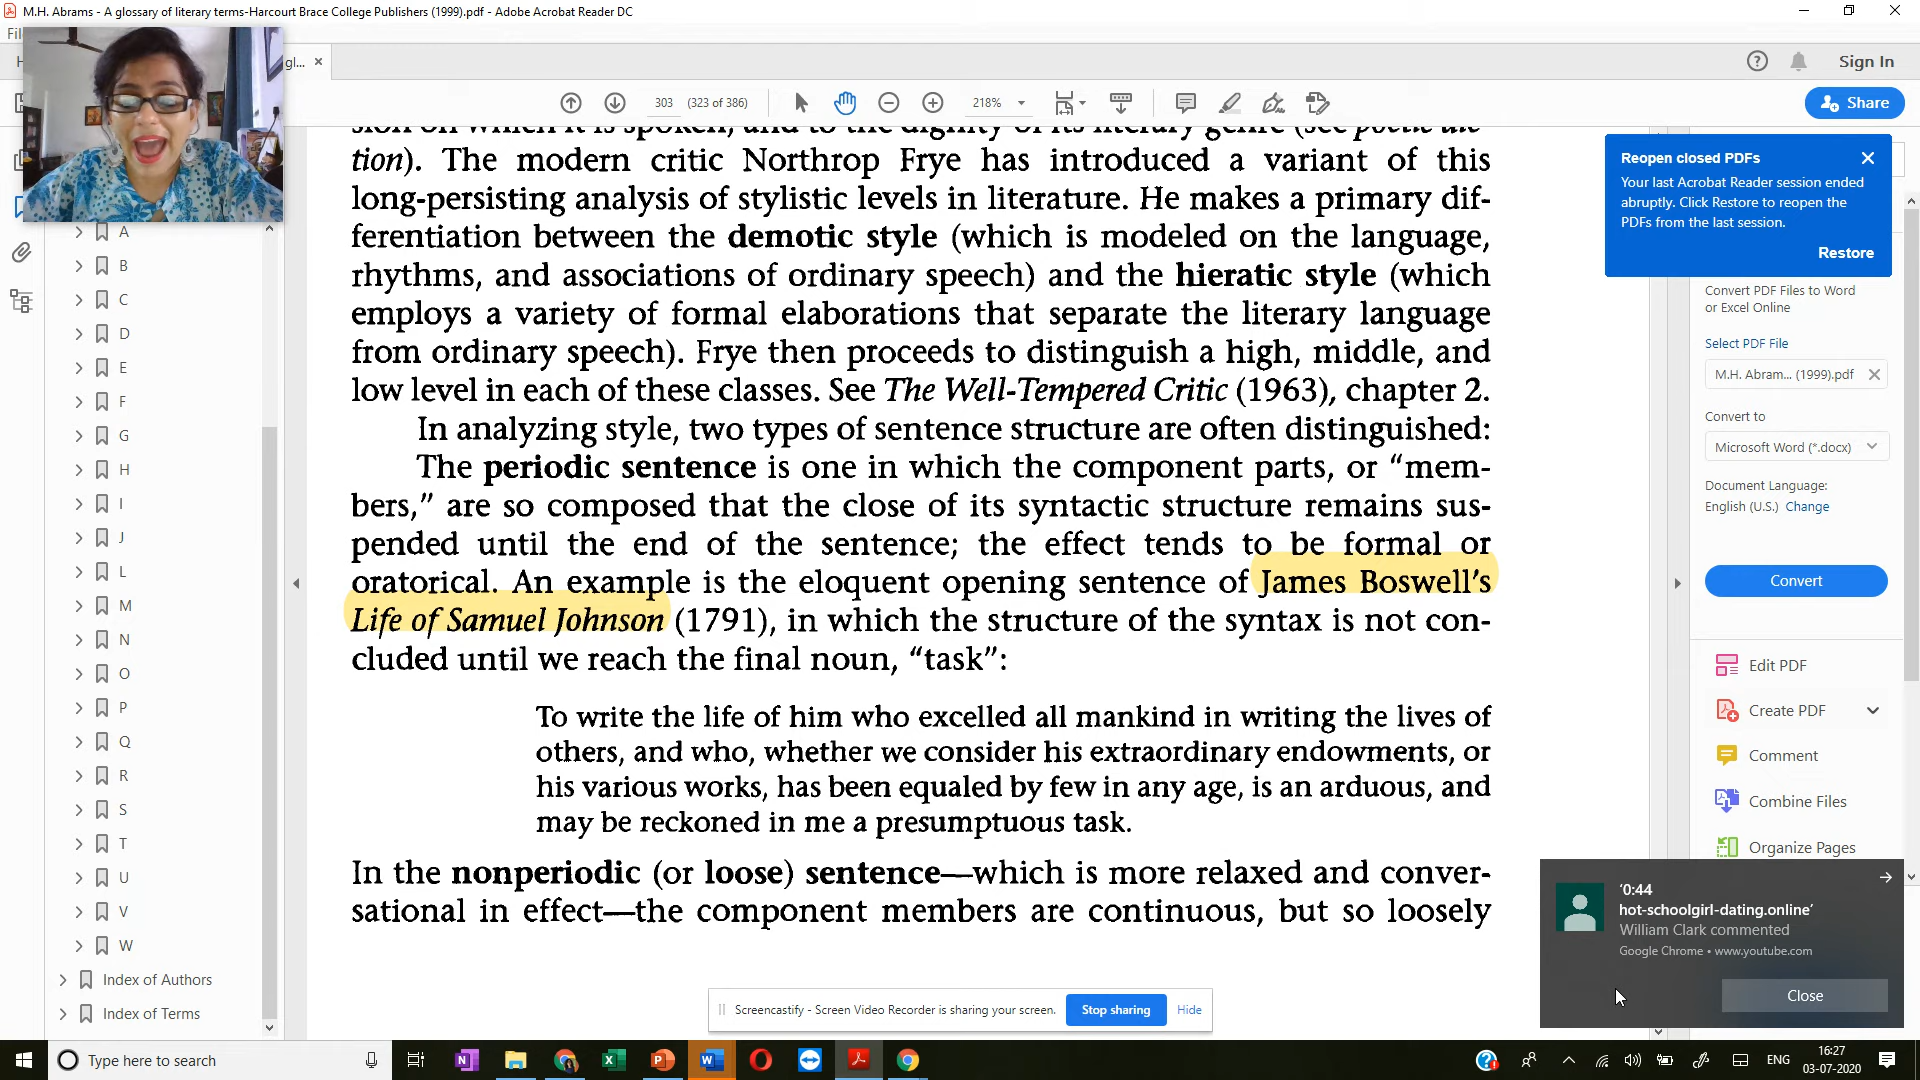 M.H. Abrams - A glossary of literary terms-Harcourt Brace College Publishers (1999).pdf - Adobe Acrobat Reader DC
gl...
Sign In
303 (323 of 386)
218%
Share
sion on which it is spoken, and to the dignity of its literary genre (see poetic dic-
tion). The modern critic Northrop Frye has introduced a variant of this
long-persisting analysis of stylistic levels in literature. He makes a primary dif-
ferentiation between the demotic style (which is modeled on the language,
rhythms, and associations of ordinary speech) and the hieratic style (which
employs a variety of formal elaborations that separate the literary language
from ordinary speech). Frye then proceeds to distinguish a high, middle, and
low level in each of these classes. See The Well-Tempered Critic (1963), chapter 2.
In analyzing style, two types of sentence structure are often distinguished:
The periodic sentence is one in which the component parts, or “mem-
bers,” are so composed that the close of its syntactic structure remains sus-
pended until the end of the sentence; the effect tends to be formal or
oratorical. An example is the eloquent opening sentence of James Boswell’s
Life of Samuel Johnson (1791), in which the structure of the syntax is not con-
cluded until we reach the final noun, “task”:
To write the life of him who excelled all mankind in writing the lives of
others, and who, whether we consider his extraordinary endowments, or
his various works, has been equaled by few in any age, is an arduous, and
may be reckoned in me a presumptuous task.
In the nonperiodic (or loose) sentence—which is more relaxed and conver-
sational in effect—the component members are continuous, but so loosely
A
B
C
D
E
F
G
H
I
J
L
M
N
O
P
Q
R
S
T
U
V
W
Index of Authors
Index of Terms
Reopen closed PDFs
Your last Acrobat Reader session ended
abruptly. Click Restore to reopen the
PDFs from the last session.
Restore
Convert PDF Files to Word
or Excel Online
Select PDF File
M.H. Abram... (1999).pdf
Convert to
Microsoft Word (*.docx)
Document Language:
English (U.S.) Change
Convert
Edit PDF
Create PDF
Comment
Combine Files
Organize Pages
'0:44
hot-schoolgirl-dating.online'
William Clark commented
Google Chrome • www.youtube.com
Close
Screencastify - Screen Video Recorder is sharing your screen.
Stop sharing
Hide
Type here to search
ENG
16:27
03-07-2020